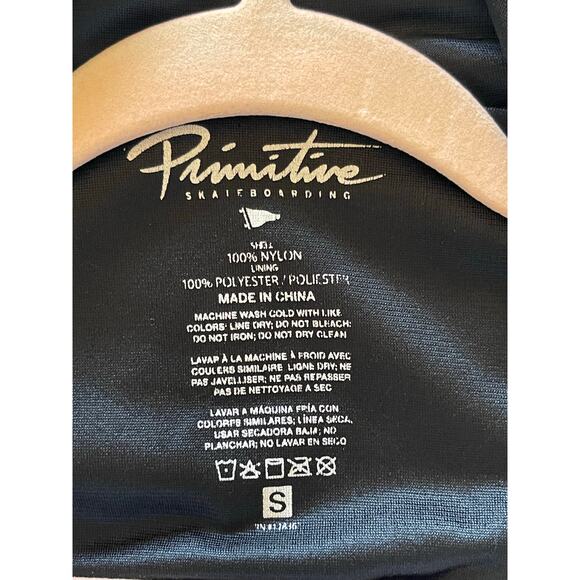 Primitive
SKATEBOARDING
SHELL
100% NYLON
LINING
100% POLYESTER / POLIESTER
MADE IN CHINA
MACHINE WASH COLD WITH LIKE
COLORS: LINE DRY; DO NOT BLEACH;
DO NOT IRON; DO NOT DRY CLEAN
LAVAP À LA MACHINE À FROID AVEC
COULERS SIMILAIRE LIGNE DRY; NE
PAS JAVELLISER; NE PAS REPASSER
PAS DE NETTOYAGE A SEC
LAVAR A MÁQUINA FRÍA CON
COLORES SIMILARES; LÍNEA SECA,
USAR SECADORA BAJA; NO
PLANCHAR; NO LAVAR EN SECO
S